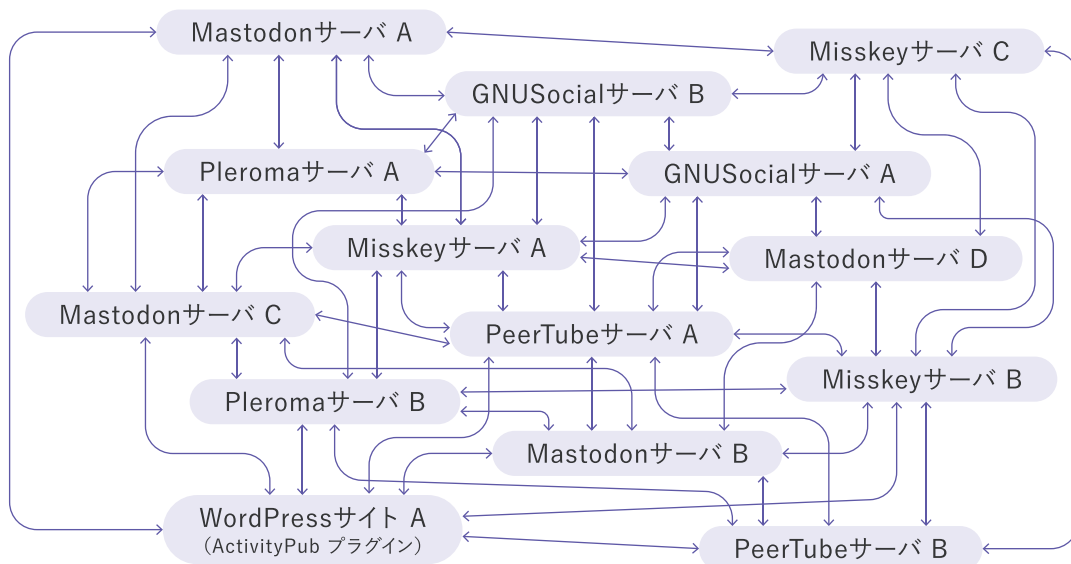 Mastodonサーバ A
Misskeyサーバ C
GNUSocialサーバ B
Pleromaサーバ A
GNUSocialサーバ A
Misskeyサーバ A
Mastodonサーバ D
Mastodonサーバ C
PeerTubeサーバ A
Misskeyサーバ B
Pleromaサーバ B
Mastodonサーバ B
WordPressサイト A
（ActivityPub プラグイン）
PeerTubeサーバ B